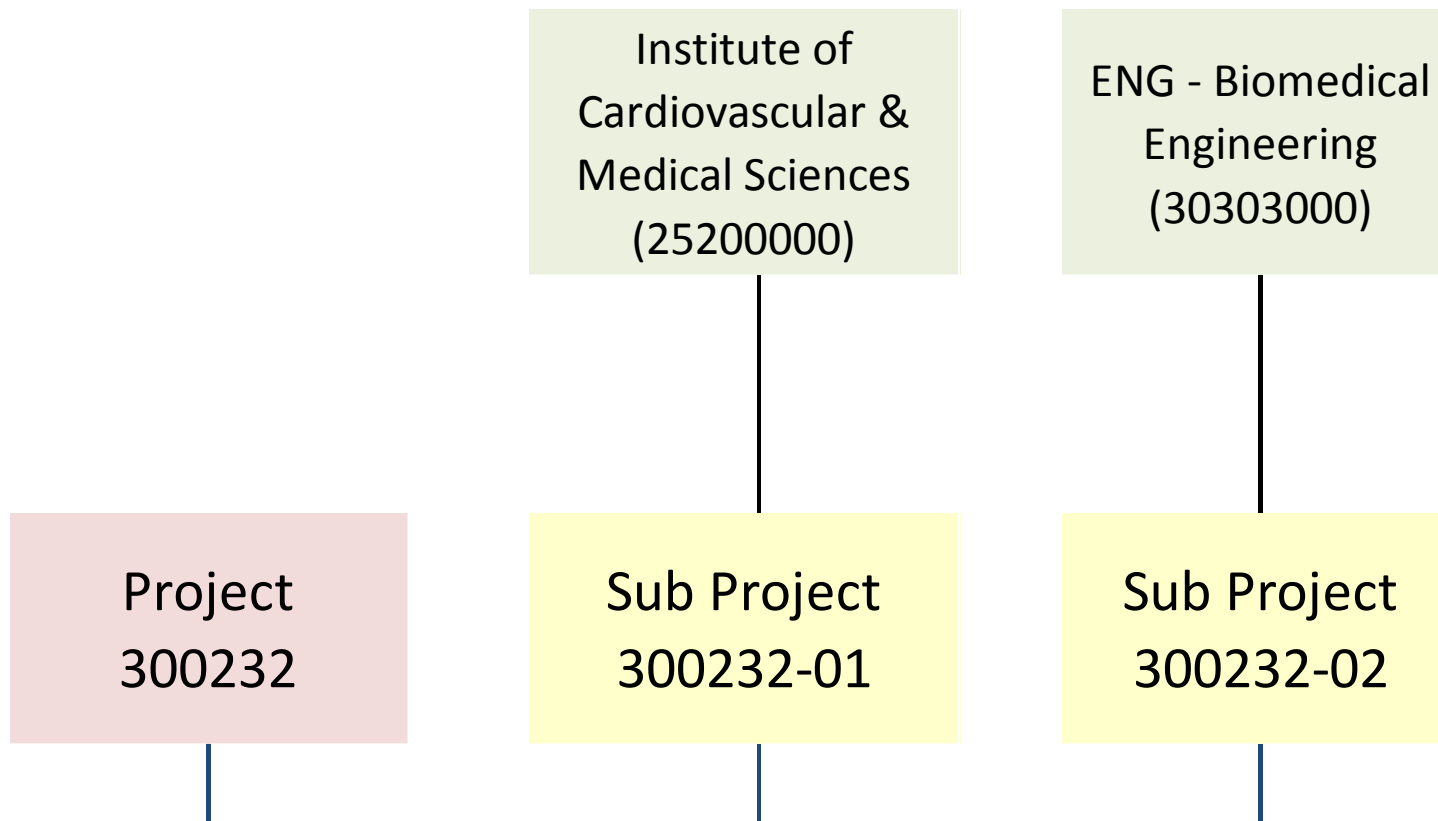 Institute of
Cardiovascular &
Medical Sciences
(25200000)
ENG - Biomedical
Engineering
(30303000)
Project
300232
Sub Project
300232-01
Sub Project
300232-02